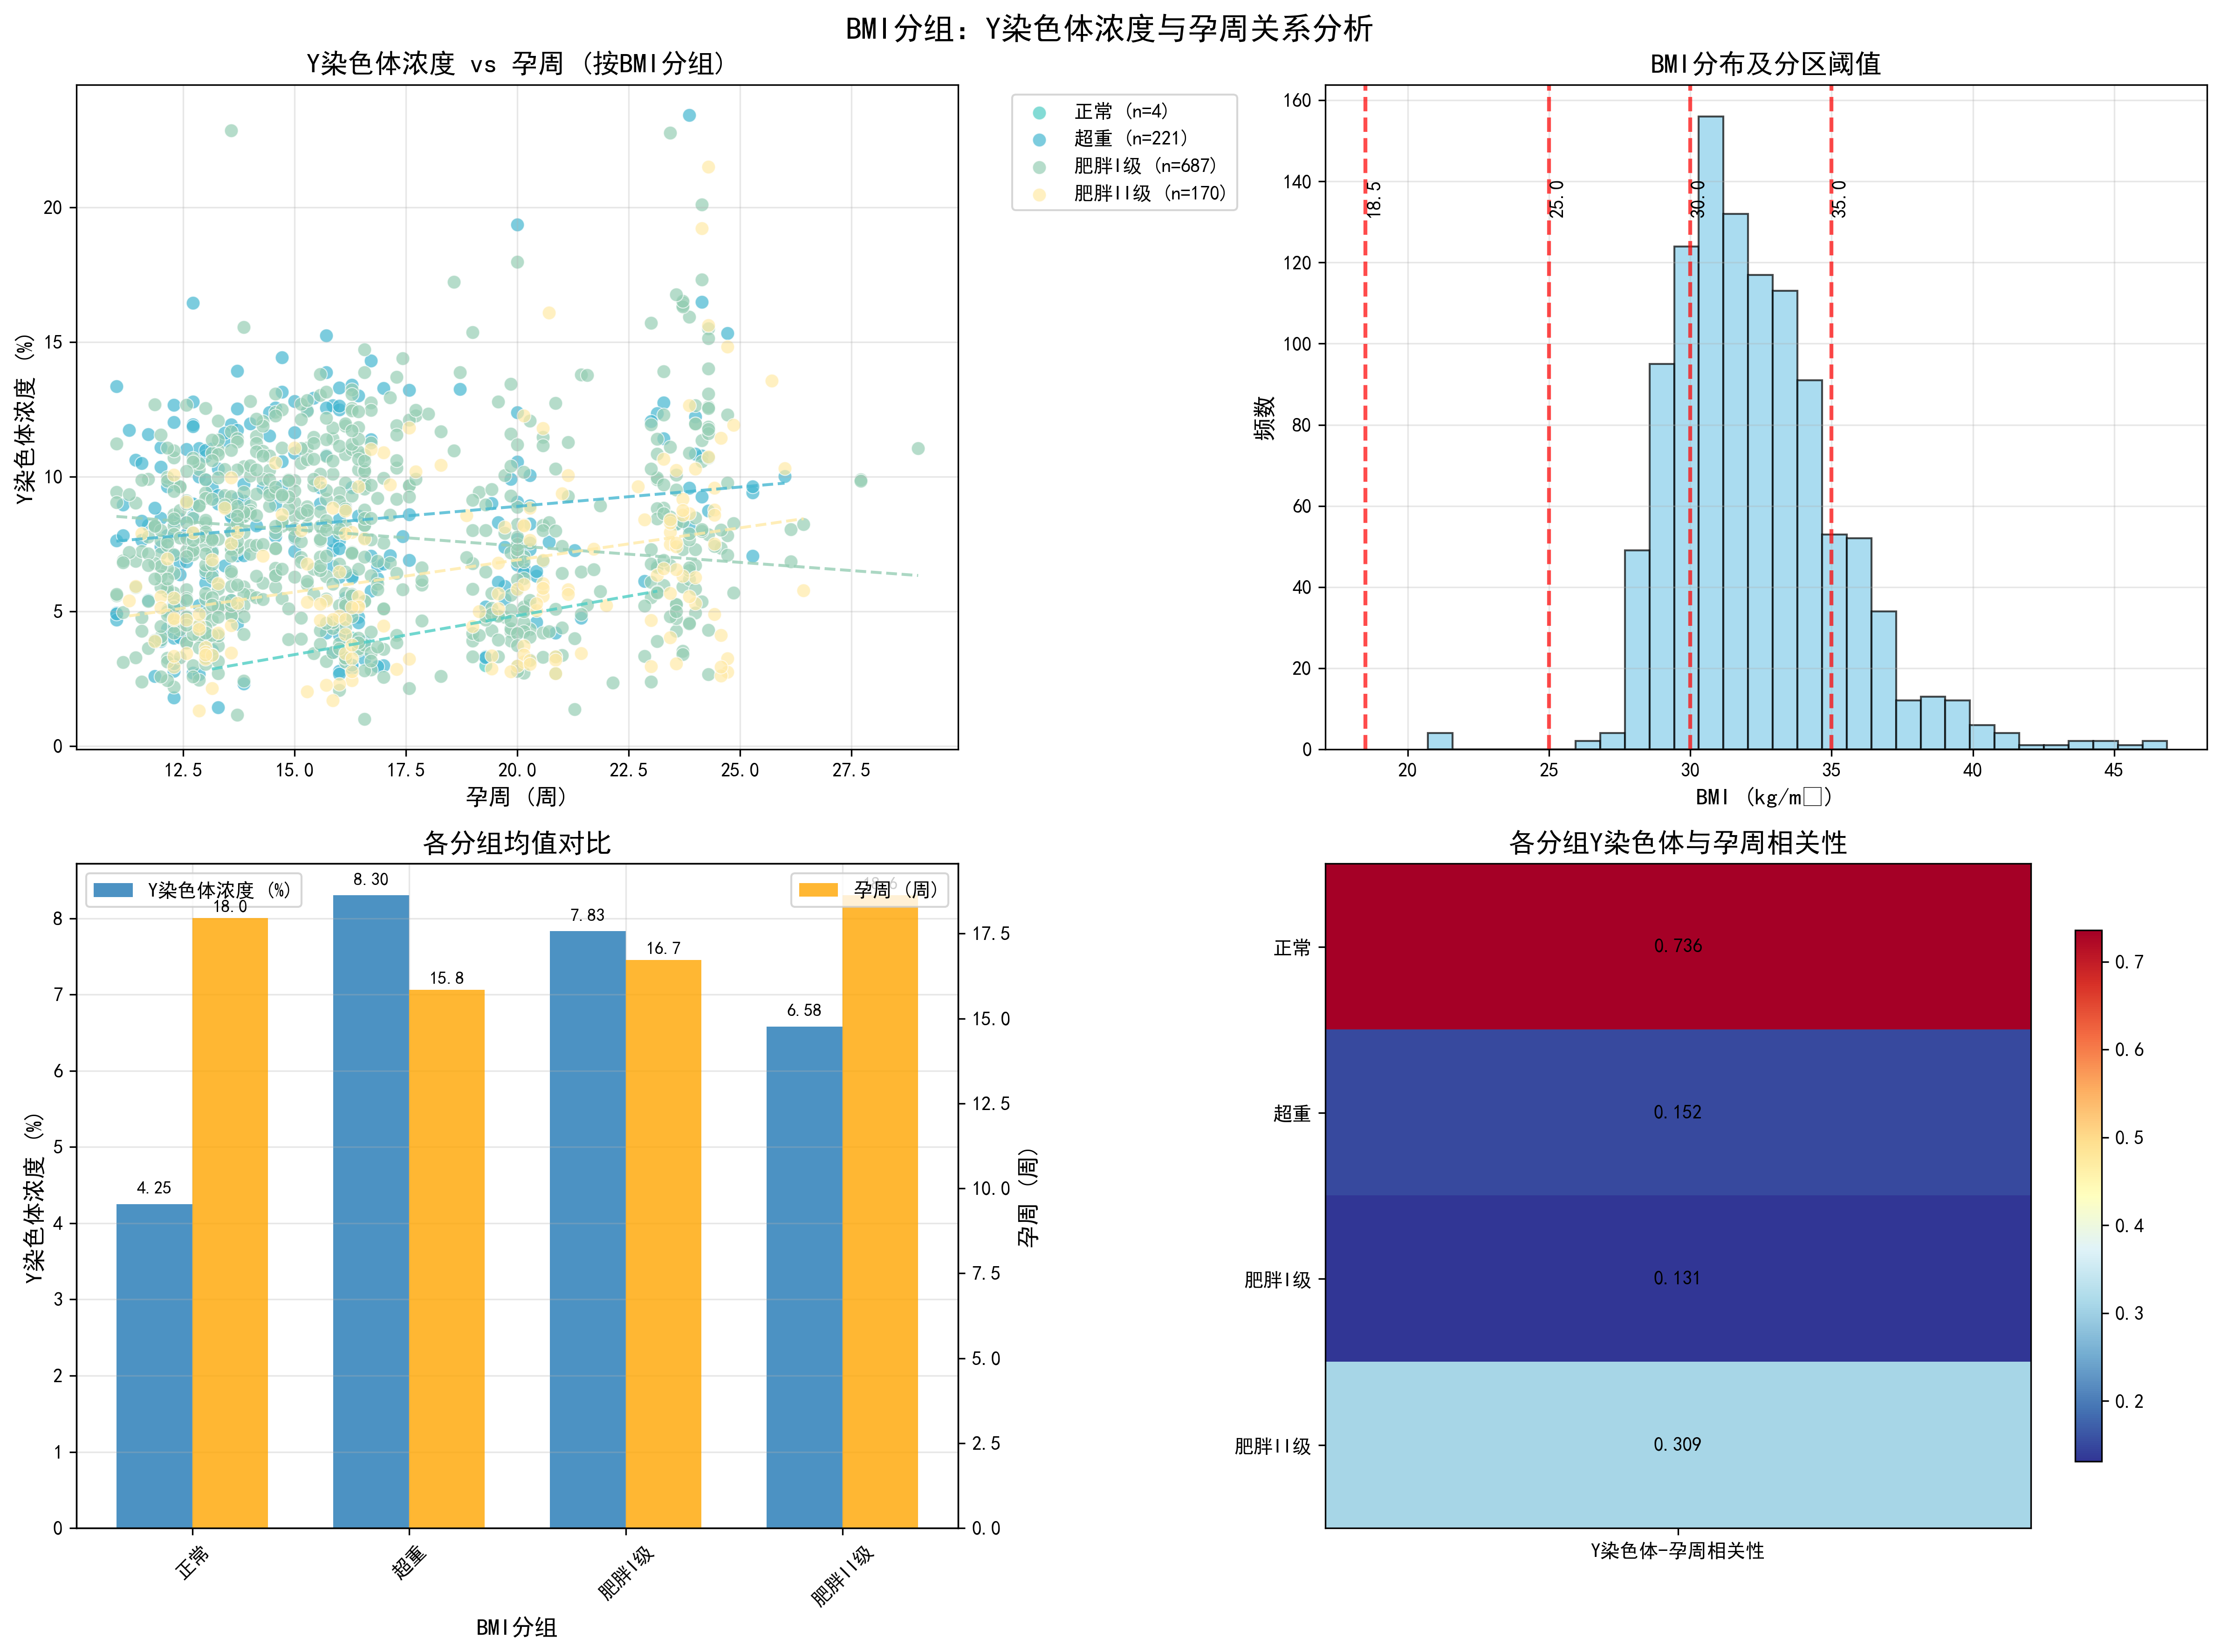 BMI分组: Y染色体浓度与孕周关系分析
Y染色体浓度 vs 孕周 (按BMI分组)
Y染色体浓度 (%)
20
15
10
5
0
12.5 15.0 17.5 20.0 22.5 25.0 27.5
孕周 (周)
正常 (n=4)
超重 (n=221)
肥胖I级 (n=687)
肥胖II级 (n=170)
BMI分布及分区阈值
频数
160
140
120
100
80
60
40
20
0
18.5
25.0
30.0
35.0
20 25 30 35 40 45
BMI (kg/m□)
各分组均值对比
Y染色体浓度 (%)
孕周 (周)
Y染色体浓度 (%)
8
7
6
5
4
3
2
1
0
4.25
18.0
8.30
15.8
7.83
16.7
6.58
17.5
15.0
12.5
10.0
7.5
5.0
2.5
0.0
孕周 (周)
正常
超重
肥胖I级
肥胖II级
BMI分组
各分组Y染色体与孕周相关性
正常
超重
肥胖I级
肥胖II级
0.736
0.152
0.131
0.309
Y染色体-孕周相关性
0.7
0.6
0.5
0.4
0.3
0.2